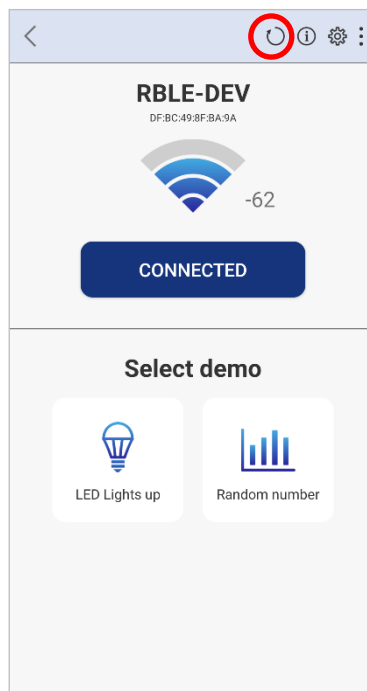 RBLE-DEV
DF:BC:49:8F:BA:9A
-62
CONNECTED
Select demo
LED Lights up
Random number